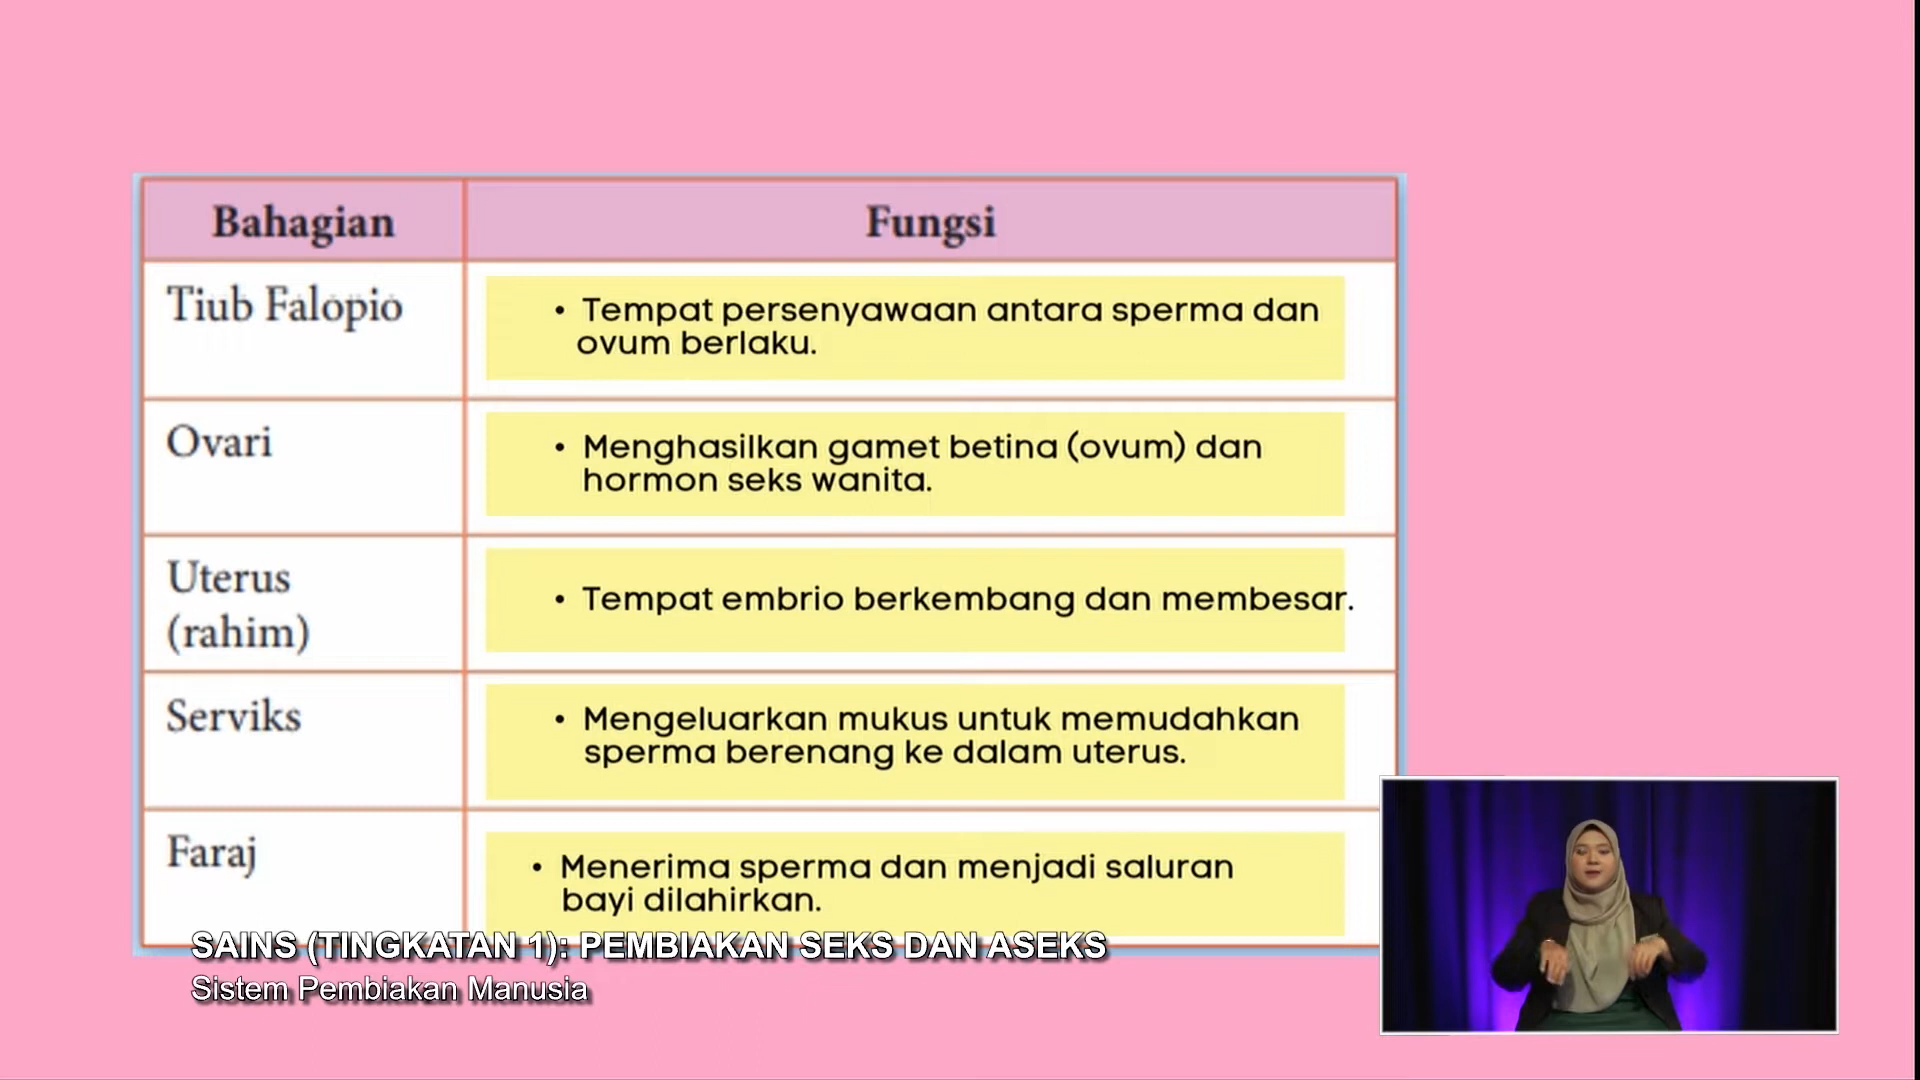 Bahagian
Fungsi
Tiub Falopio
• Tempat persenyawaan antara sperma dan
ovum berlaku.
Ovari
• Menghasilkan gamet betina (ovum) dan
hormon seks wanita.
Uterus
(rahim)
• Tempat embrio berkembang dan membesar.
Serviks
• Mengeluarkan mukus untuk memudahkan
sperma berenang ke dalam uterus.
Faraj
• Menerima sperma dan menjadi saluran
bayi dilahirkan.
SAINS (TINGKATAN 1): PEMBIAKAN SEKS DAN ASEKS
Sistem Pembiakan Manusia